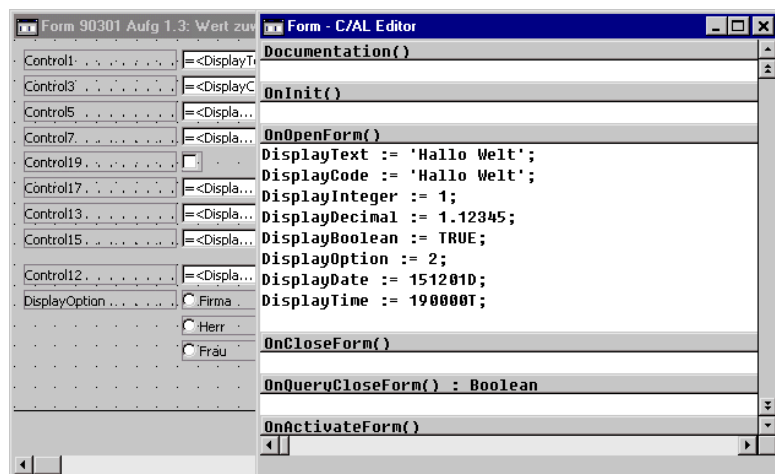 Form 90301 Aufg 1.3: Wert zuw
Control1
=<DisplayT
Control3
=<DisplayC
Control5
=<Displa...
Control7
=<Displa...
Control19
Control17
=<Displa...
Control13
=<Displa...
Control15
=<Displa...
Control12
=<Displa...
DisplayOption
Firma
Herr
Frau
Form - C/AL Editor
Documentation()
OnInit()
OnOpenForm()
DisplayText := 'Hallo Welt';
DisplayCode := 'Hallo Welt';
DisplayInteger := 1;
DisplayDecimal := 1.12345;
DisplayBoolean := TRUE;
DisplayOption := 2;
DisplayDate := 151201D;
DisplayTime := 190000T;
OnCloseForm()
OnQueryCloseForm() : Boolean
OnActivateForm()